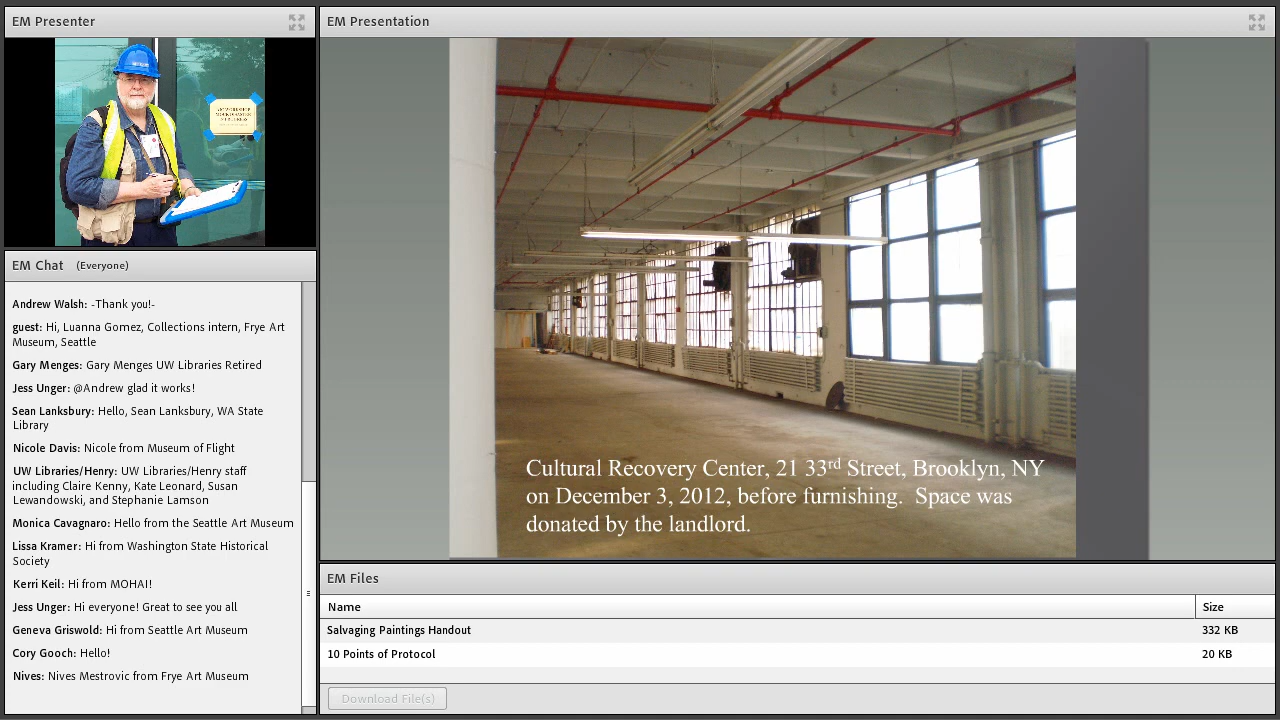 EM Presenter
EM Chat (Everyone)
Andrew Walsh: -Thank you!-
guest: Hi, Luanna Gomez, Collections intern, Frye Art
Museum, Seattle
Gary Menges: Gary Menges UW Libraries Retired
Jess Unger: @Andrew glad it works!
Sean Lanksbury: Hello, Sean Lanksbury, WA State
Library
Nicole Davis: Nicole from Museum of Flight
UW Libraries/Henry: UW Libraries/Henry staff
including Claire Kenny, Kate Leonard, Susan
Lewandowski, and Stephanie Lamson
Monica Cavagnaro: Hello from the Seattle Art Museum
Lissa Kramer: Hi from Washington State Historical
Society
Kerri Keil: Hi from MOHAI!
Jess Unger: Hi everyone! Great to see you all
Geneva Griswold: Hi from Seattle Art Museum
Cory Gooch: Hello!
Nives: Nives Mestrovic from Frye Art Museum
EM Presentation
Cultural Recovery Center, 21 33rd Street, Brooklyn, NY
on December 3, 2012, before furnishing. Space was
donated by the landlord.
EM Files
Name Size
Salvaging Paintings Handout 332 KB
10 Points of Protocol 20 KB
Download File(s)